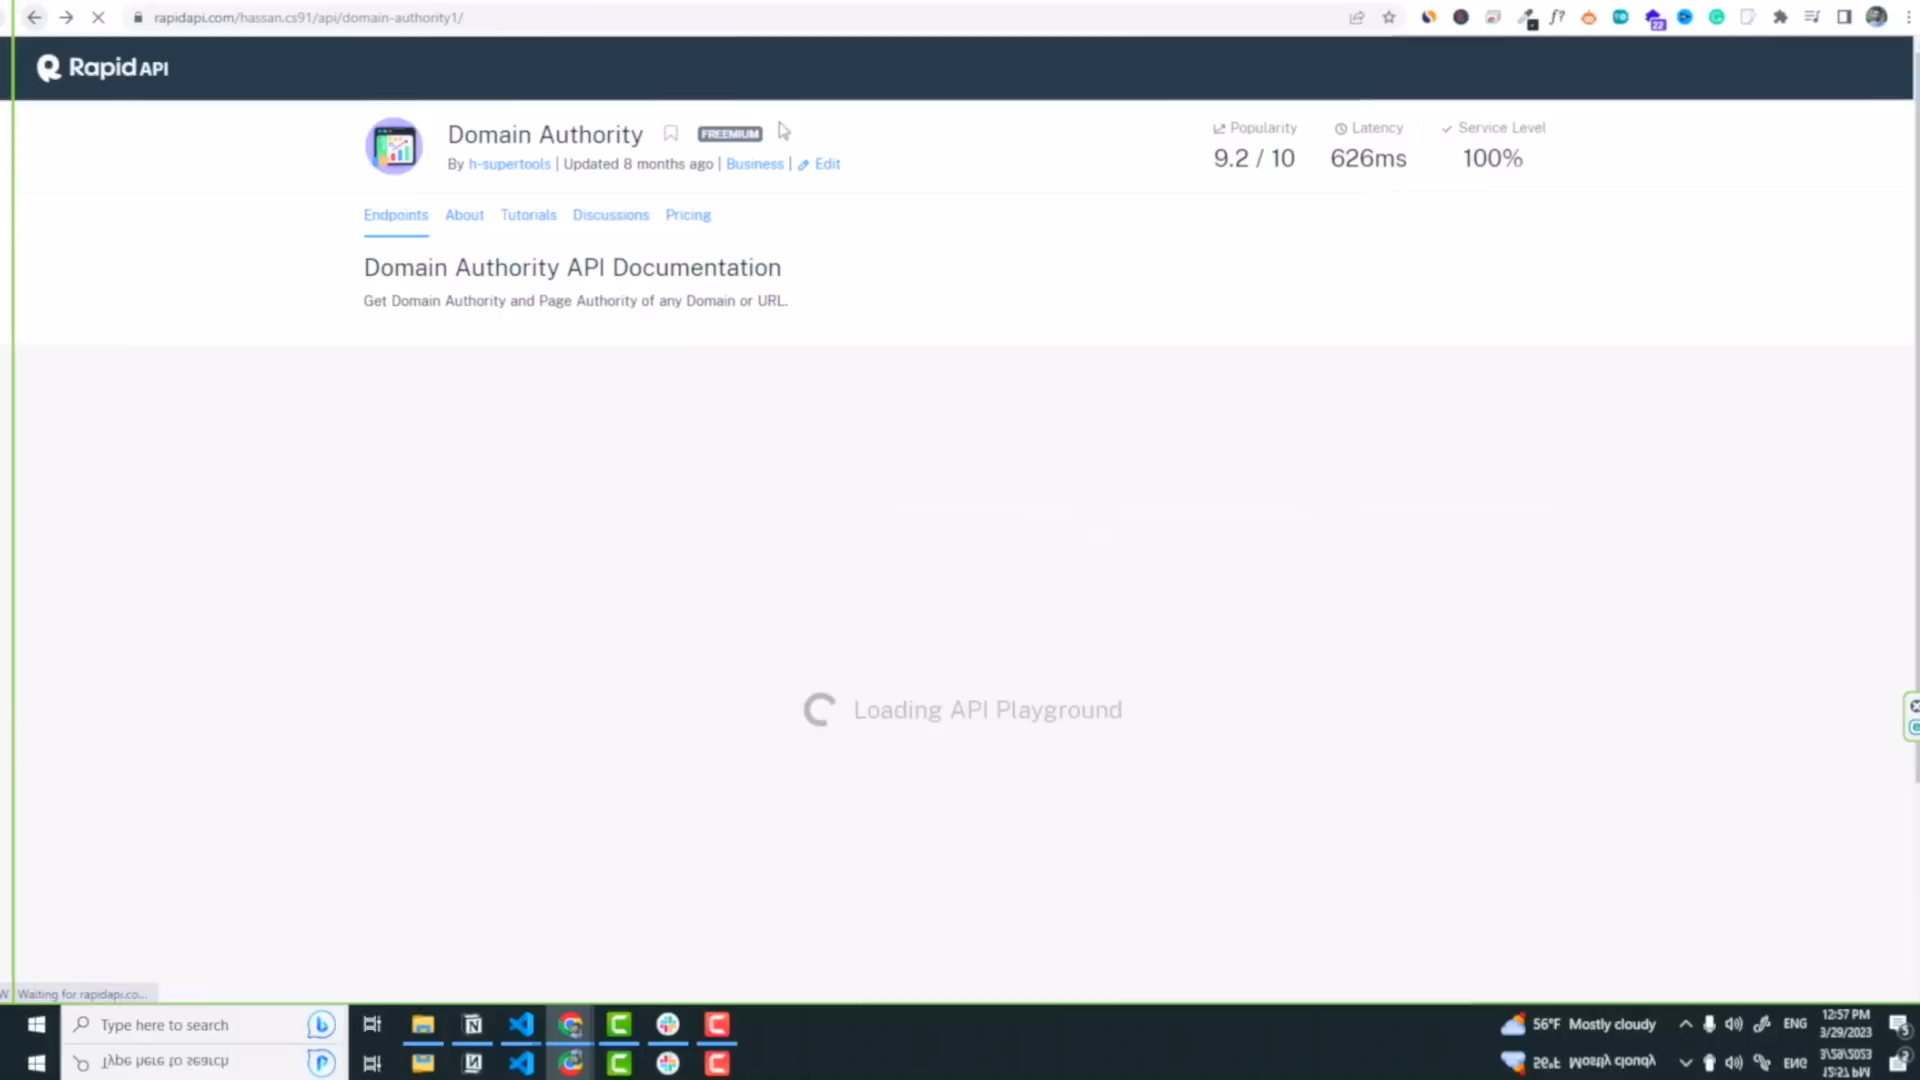 rapidapi.com/hassan.cs91/api/domain-authority1/
f?
22
Rapid API
Domain Authority FREEMIUM
By h-supertools | Updated 8 months ago | Business | Edit
Popularity Latency Service Level
9.2 / 10 626ms 100%
Endpoints About Tutorials Discussions Pricing
Domain Authority API Documentation
Get Domain Authority and Page Authority of any Domain or URL.
Loading API Playground
Waiting for rapidapi.co...
Type here to search
56°F Mostly cloudy
ENG
12:57 PM
3/29/2023
5